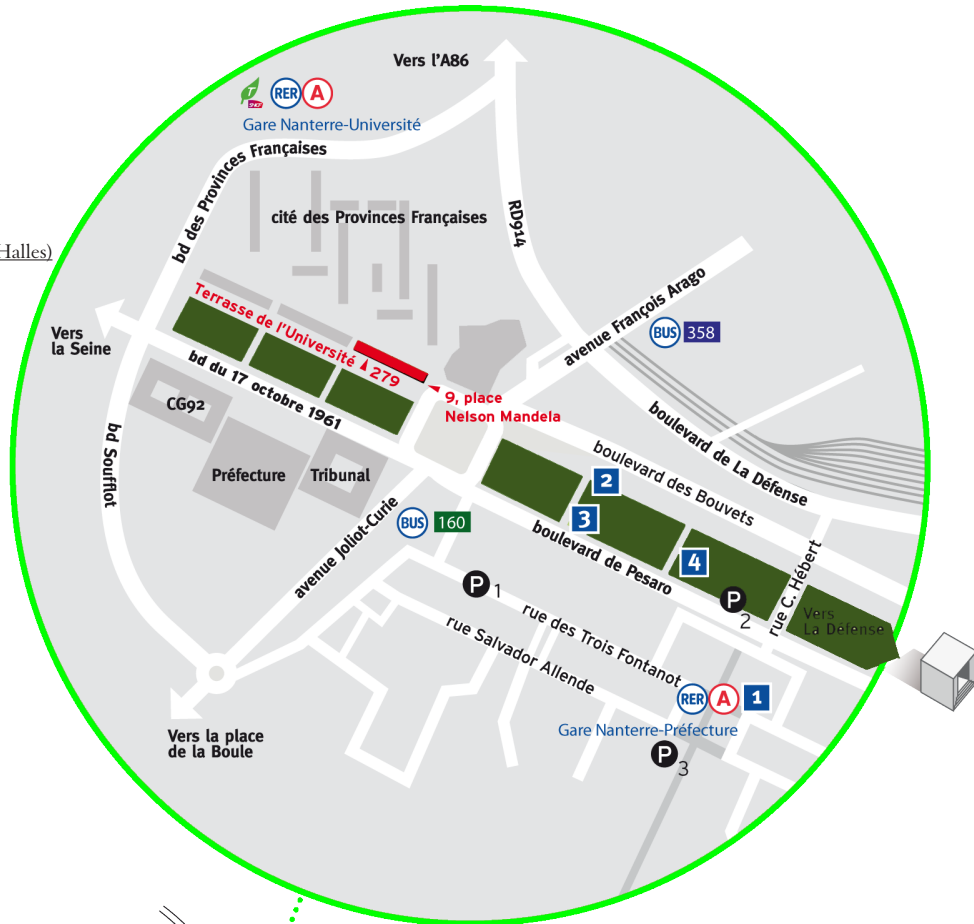 Vers l'A86
T
SNCF
RER A
Gare Nanterre-Université
bd des Provinces Françaises
cité des Provinces Françaises
RD914
Halles)
avenue François Arago
BUS 358
Terrasse de l'Université 279
Vers
la Seine
bd du 17 octobre 1961
9, place
Nelson Mandela
CG92
bd Soufflot
Préfecture
Tribunal
boulevard de La Défense
boulevard des Bouvets
2
3
4
avenue Joliot-Curie
BUS 160
boulevard de Pesaro
rue C. Hébert
P 1
P 2
rue des Trois Fontanot
rue Salvador Allende
Vers
La Défense
RER A 1
Gare Nanterre-Préfecture
P 3
Vers la place
de la Boule